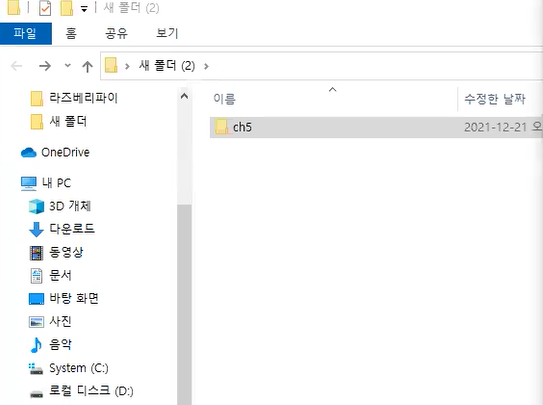 새 폴더 (2)
파일 홈 공유 보기
새 폴더 (2)
라즈베리파이
새 폴더
OneDrive
내 PC
3D 개체
다운로드
동영상
문서
바탕 화면
사진
음악
System (C:)
로컬 디스크 (D:)
이름 수정한 날짜
ch5 2021-12-21 오